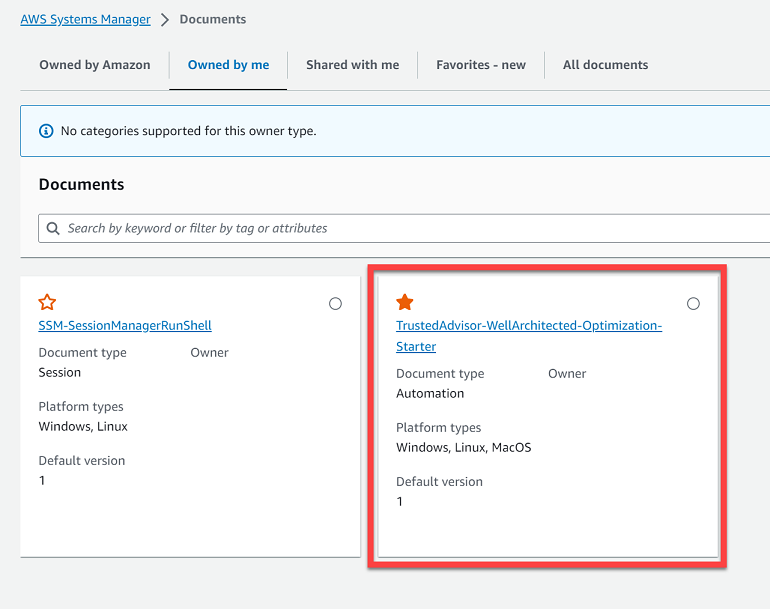 AWS Systems Manager > Documents
Owned by Amazon Owned by me Shared with me Favorites - new All documents
No categories supported for this owner type.
Documents
Search by keyword or filter by tag or attributes
SSM-SessionManagerRunShell
Document type Owner
Session
Platform types
Windows, Linux
Default version
1
TrustedAdvisor-WellArchitected-Optimization-
Starter
Document type Owner
Automation
Platform types
Windows, Linux, MacOS
Default version
1